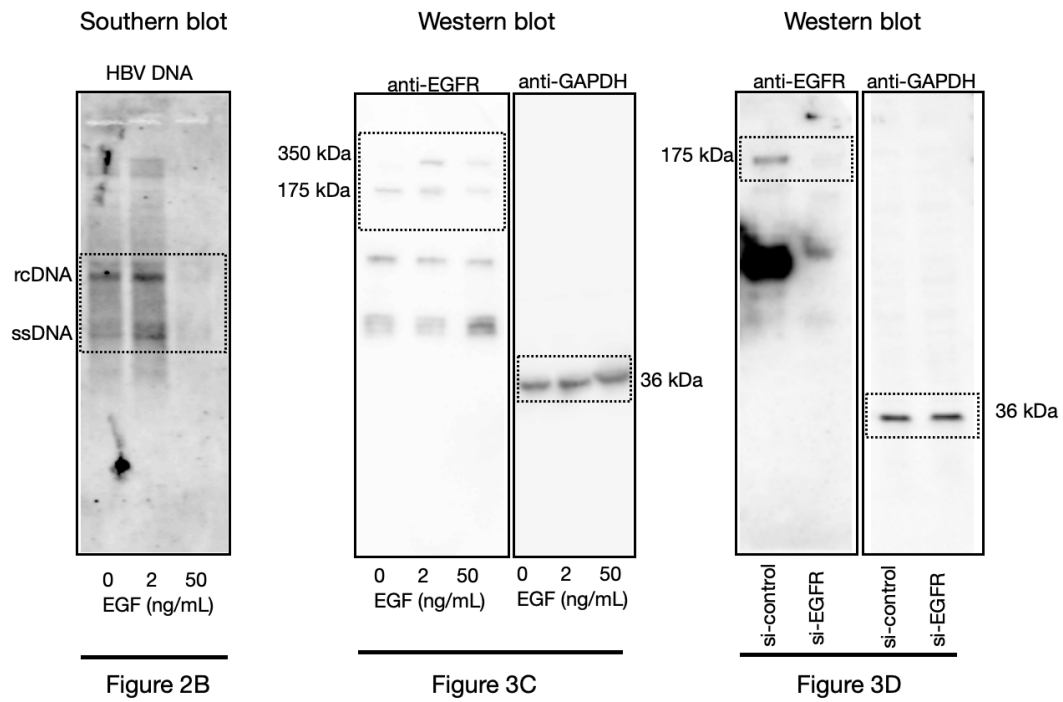 Southern blot
HBV DNA
rcDNA
ssDNA
0 2 50
EGF (ng/mL)
Figure 2B
Western blot
anti-EGFR anti-GAPDH
350 kDa
175 kDa
36 kDa
0 2 50 0 2 50
EGF (ng/mL) EGF (ng/mL)
Figure 3C
Western blot
anti-EGFR anti-GAPDH
175 kDa
36 kDa
si-control
si-EGFR
si-control
si-EGFR
Figure 3D